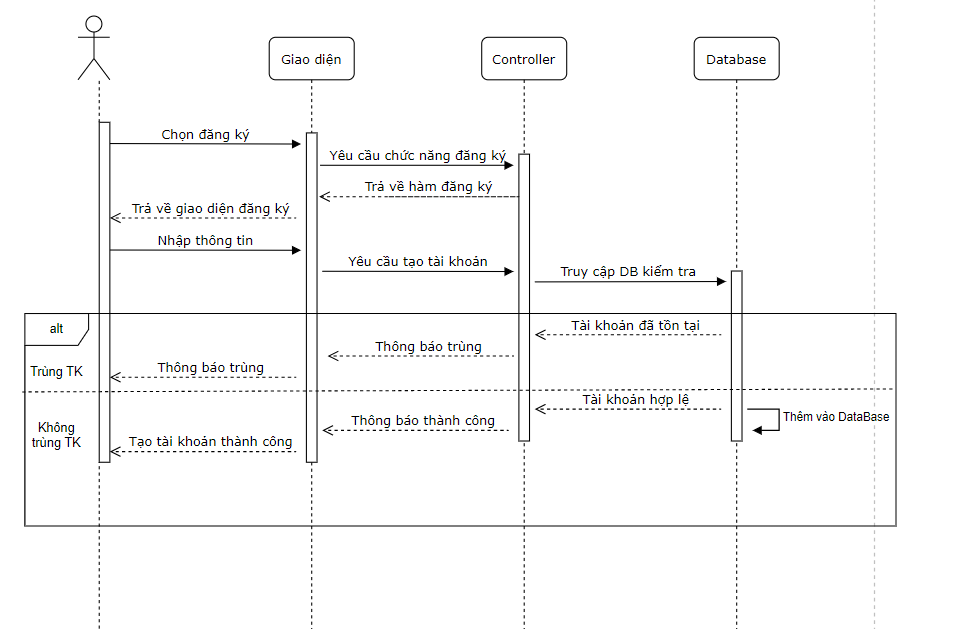 Giao diện
Controller
Database
Chọn đăng ký
Yêu cầu chức năng đăng ký
Trả về hàm đăng ký
Trả về giao diện đăng ký
Nhập thông tin
Yêu cầu tạo tài khoản
Truy cập DB kiểm tra
alt
Tài khoản đã tồn tại
Thông báo trùng
Trùng TK
Thông báo trùng
Tài khoản hợp lệ
Thêm vào DataBase
Không
trùng TK
Thông báo thành công
Tạo tài khoản thành công